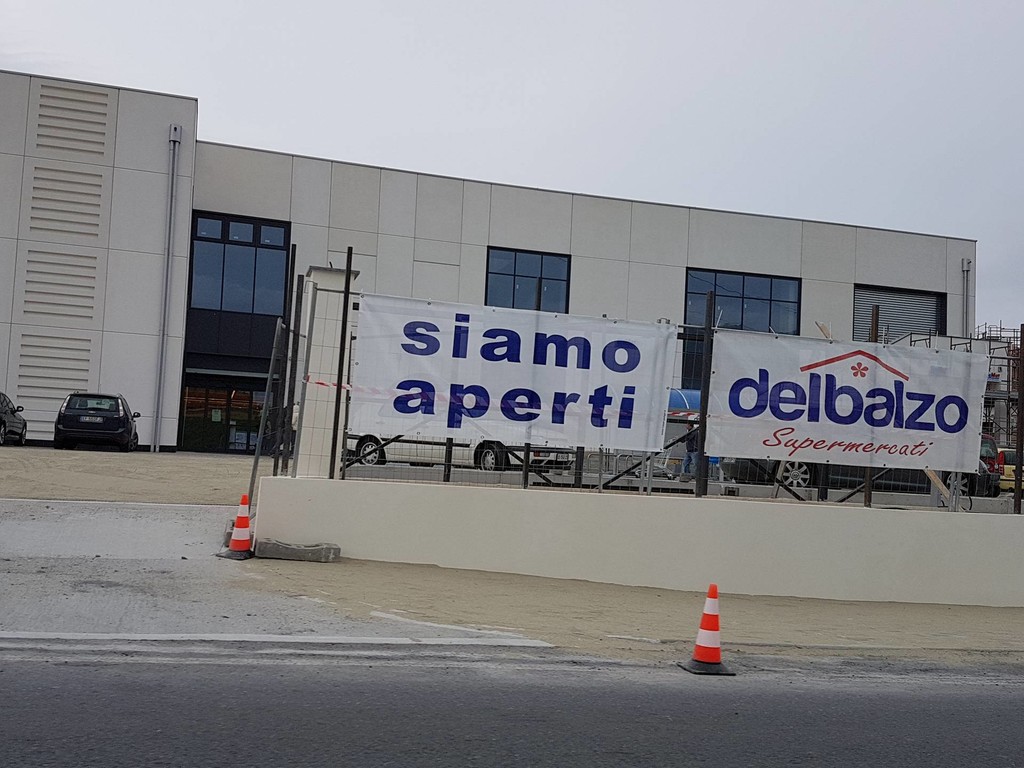 siamo
aperti
delbalzo
Supermercati